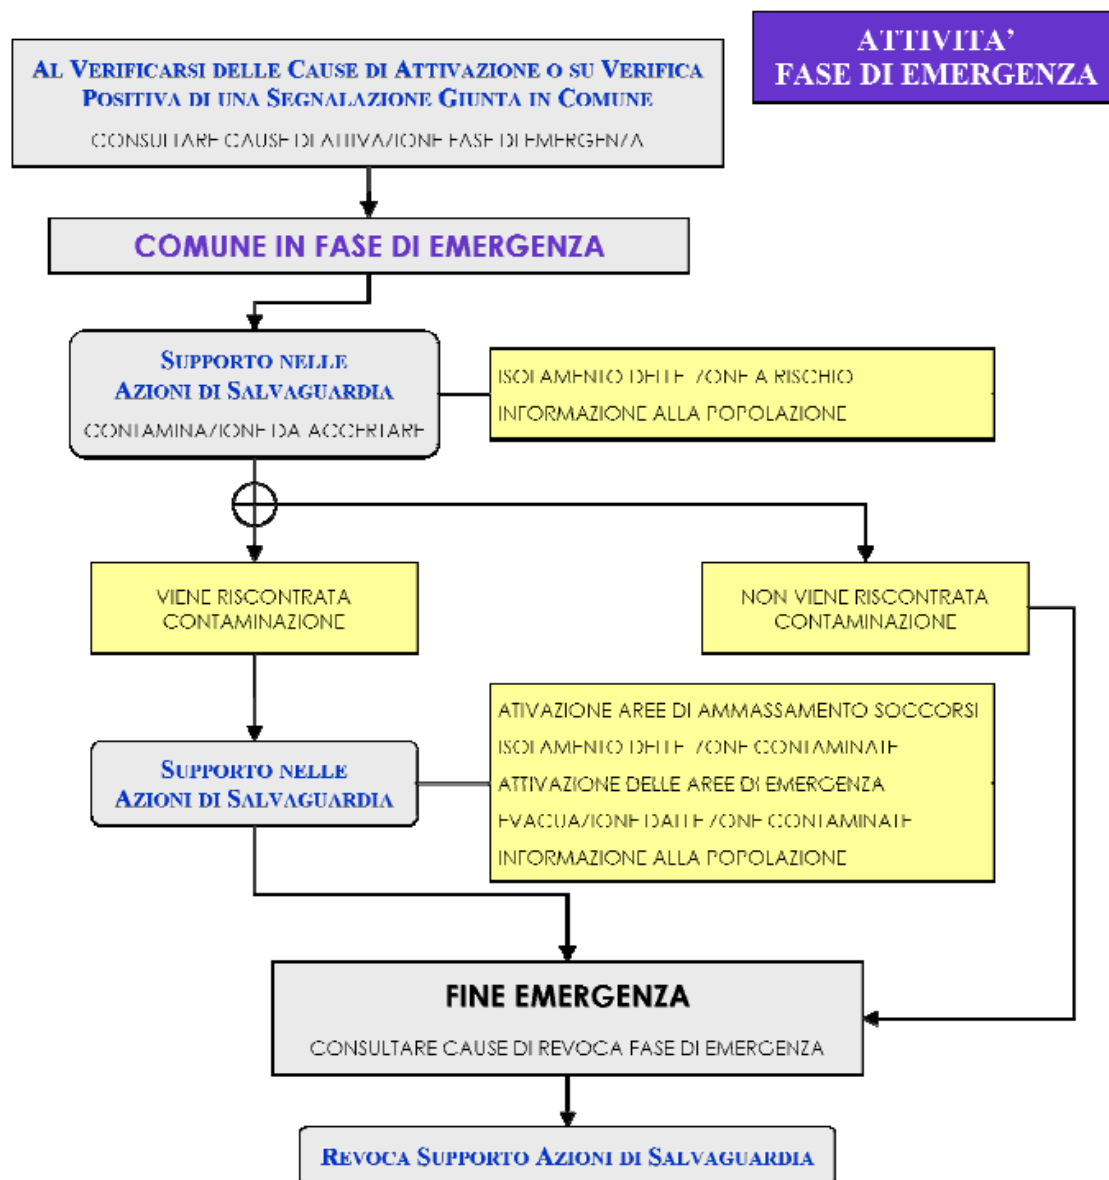 ATTIVITA'
FASE DI EMERGENZA
AL VERIFICARSI DELLE CAUSE DI ATTIVAZIONE O SU VERIFICA
POSITIVA DI UNA SEGNALAZIONE GIUNTA IN COMUNE
CONSULTARE CAUSE DI ATTIVAZIONE FASE DI EMERGENZA
COMUNE IN FASE DI EMERGENZA
SUPPORTO NELLE
AZIONI DI SALVAGUARDIA
CONTAMINAZIONE DA ACCERTARE
ISOLAMENTO DELLE ZONE A RISCHIO
INFORMAZIONE ALLA POPOLAZIONE
VIENE RISCONTRATA
CONTAMINAZIONE
NON VIENE RISCONTRATA
CONTAMINAZIONE
SUPPORTO NELLE
AZIONI DI SALVAGUARDIA
ATIVAZIONE AREE DI AMMASSAMENTO SOCCORSI
ISOLAMENTO DELLE ZONE CONTAMINATE
ATTIVAZIONE DELLE AREE DI EMERGENZA
EVACUAZIONE DALLE ZONE CONTAMINATE
INFORMAZIONE ALLA POPOLAZIONE
FINE EMERGENZA
CONSULTARE CAUSE DI REVOCA FASE DI EMERGENZA
REVOCA SUPPORTO AZIONI DI SALVAGUARDIA